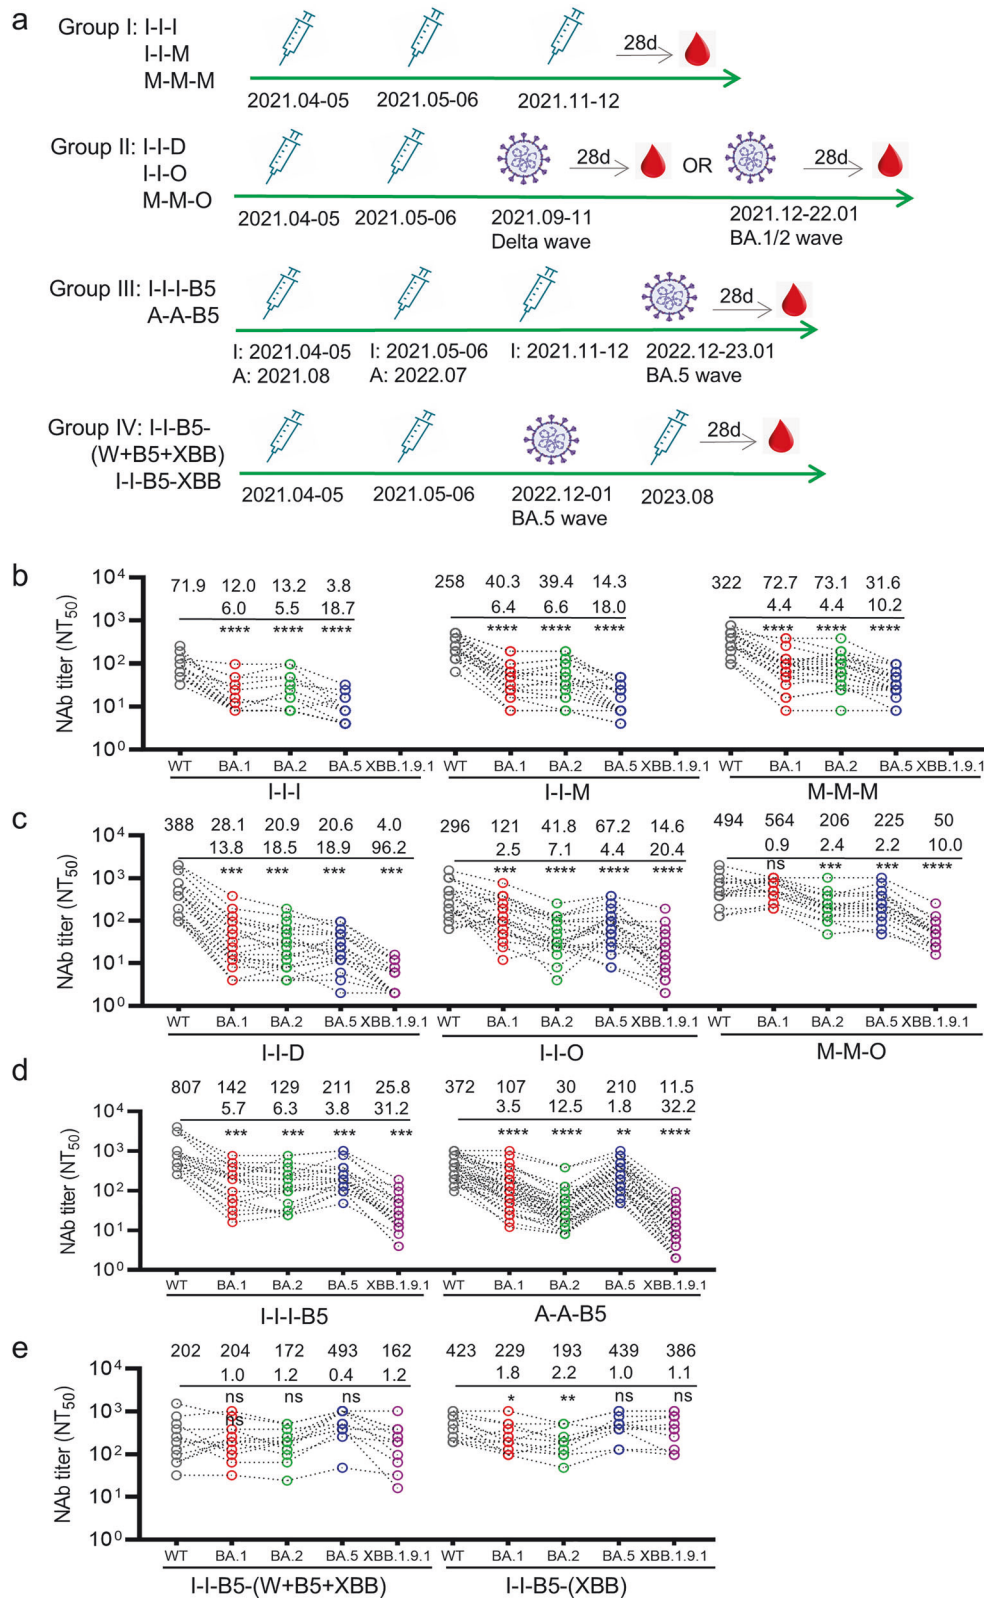 a
Group I: I-I-I
I-I-M
M-M-M
28d
2021.04-05 2021.05-06 2021.11-12
Group II: I-I-D
I-I-O
M-M-O
28d OR 28d
2021.04-05 2021.05-06 2021.09-11 2021.12-22.01
Delta wave BA.1/2 wave
Group III: I-I-I-B5
A-A-B5
28d
I: 2021.04-05 I: 2021.05-06 I: 2021.11-12 2022.12-23.01
A: 2021.08 A: 2022.07 BA.5 wave
Group IV: I-I-B5-
(W+B5+XBB)
I-I-B5-XBB
28d
2021.04-05 2021.05-06 2022.12-01 2023.08
BA.5 wave
b
NAb titer (NT50)
10⁴
10³
10²
10¹
10⁰
71.9 12.0 13.2 3.8
6.0 5.5 18.7
**** **** ****
WT BA.1 BA.2 BA.5 XBB.1.9.1
I-I-I
258 40.3 39.4 14.3
6.4 6.6 18.0
**** **** ****
WT BA.1 BA.2 BA.5 XBB.1.9.1
I-I-M
322 72.7 73.1 31.6
4.4 4.4 10.2
**** **** ****
WT BA.1 BA.2 BA.5 XBB.1.9.1
M-M-M
c
NAb titer (NT50)
10⁴
10³
10²
10¹
10⁰
388 28.1 20.9 20.6 4.0
13.8 18.5 18.9 96.2
*** *** *** ***
WT BA.1 BA.2 BA.5 XBB.1.9.1
I-I-D
296 121 41.8 67.2 14.6
2.5 7.1 4.4 20.4
*** **** **** ****
WT BA.1 BA.2 BA.5 XBB.1.9.1
I-I-O
494 564 206 225 50
0.9 2.4 2.2 10.0
ns *** *** ****
WT BA.1 BA.2 BA.5 XBB.1.9.1
M-M-O
d
NAb titer (NT50)
10⁴
10³
10²
10¹
10⁰
807 142 129 211 25.8
5.7 6.3 3.8 31.2
*** *** *** ***
WT BA.1 BA.2 BA.5 XBB.1.9.1
I-I-I-B5
372 107 30 210 11.5
3.5 12.5 1.8 32.2
**** **** ** ****
WT BA.1 BA.2 BA.5 XBB.1.9.1
A-A-B5
e
NAb titer (NT50)
10⁴
10³
10²
10¹
10⁰
202 204 172 493 162
1.0 1.2 0.4 1.2
ns ns ns
ns
WT BA.1 BA.2 BA.5 XBB.1.9.1
I-I-B5-(W+B5+XBB)
423 229 193 439 386
1.8 2.2 1.0 1.1
* ** ns ns
WT BA.1 BA.2 BA.5 XBB.1.9.1
I-I-B5-(XBB)